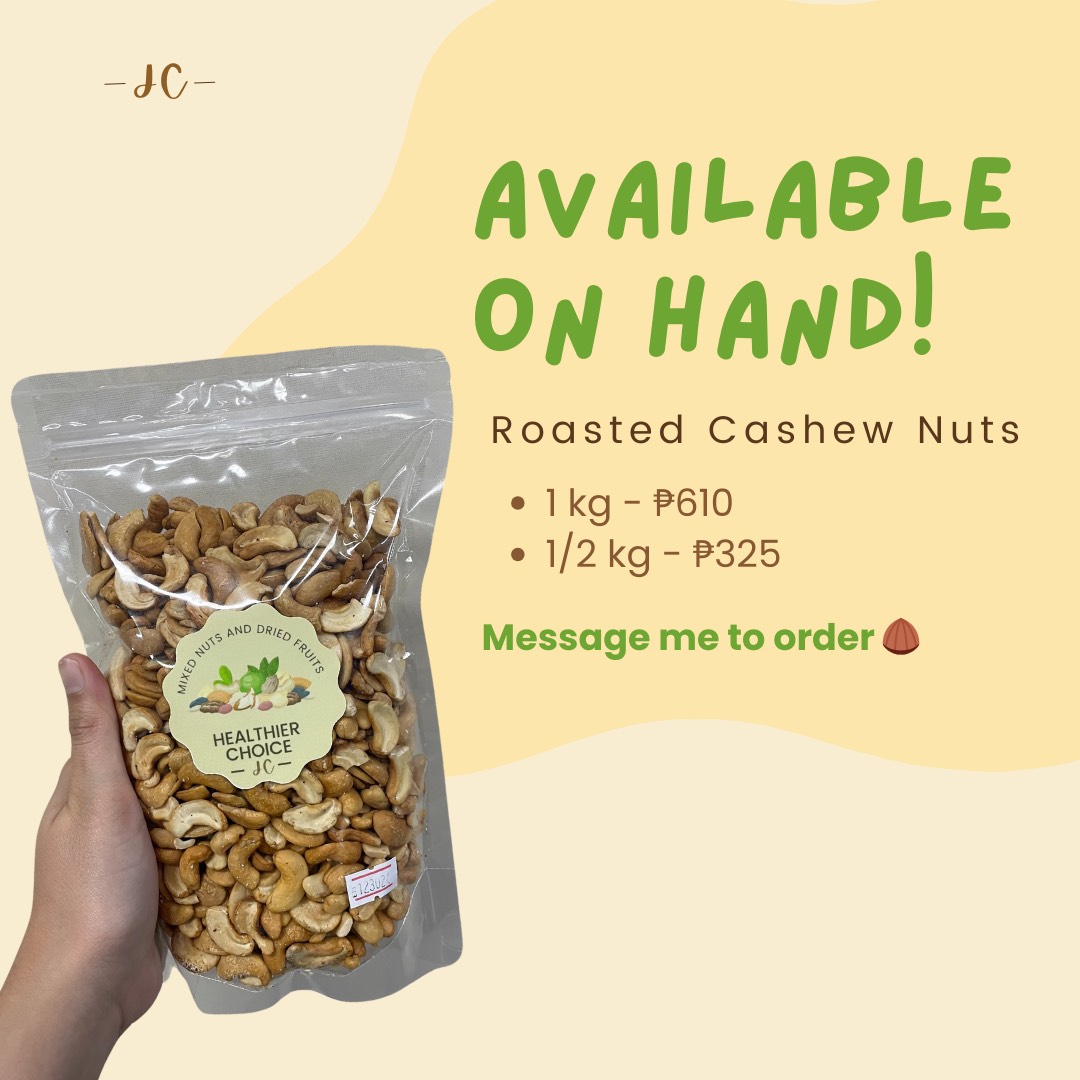 -JC-
AVAILABLE
ON HAND!
Roasted Cashew Nuts
• 1 kg - ₱610
• 1/2 kg - ₱325
Message me to order
MIXED NUTS AND DRIED FRUITS
HEALTHIER
CHOICE
-JC-